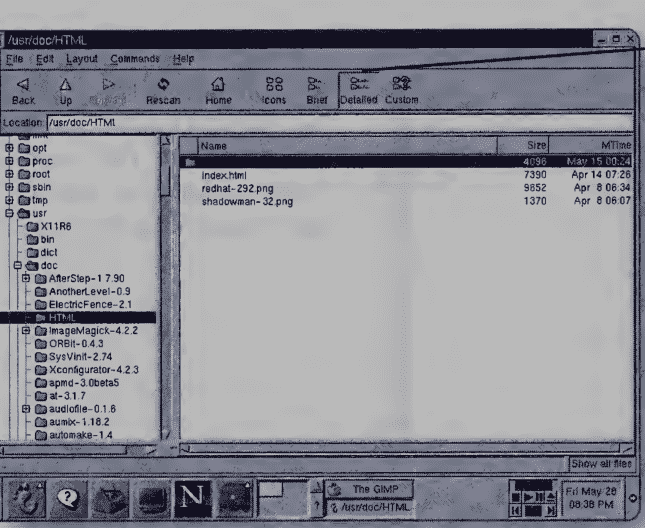 /usr/doc/HTML
File Edit Layout Commands Help
Back Up Rescan Home Icons Brief Detailed Custom
Location: /usr/doc/HTML
Name Size MTime
opt
proc
root
sbin
tmp
usr
X11R6
bin
dict
doc
AfterStep-1.7.90
AnotherLevel-0.9
ElectricFence-2.1
HTML
ImageMagick-4.2.2
ORBit-0.4.3
SysVinit-2.74
Xconfigurator-4.2.3
apmd-3.0beta5
at-3.1.7
audiofile-0.1.6
aumix-1.18.2
automake-1.4
4096 May 15 00:24
index.html 7390 Apr 14 07:26
redhat-292.png 9852 Apr 8 06:34
shadowman-32.png 1370 Apr 8 06:07
Show all files
N
The GIMP
/usr/doc/HTML
Fri May 28
08:38 PM